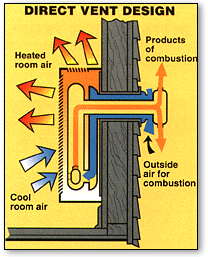 DIRECT VENT DESIGN
Heated
room air
Products
of
combustion
Cool
room air
Outside
air for
combustion